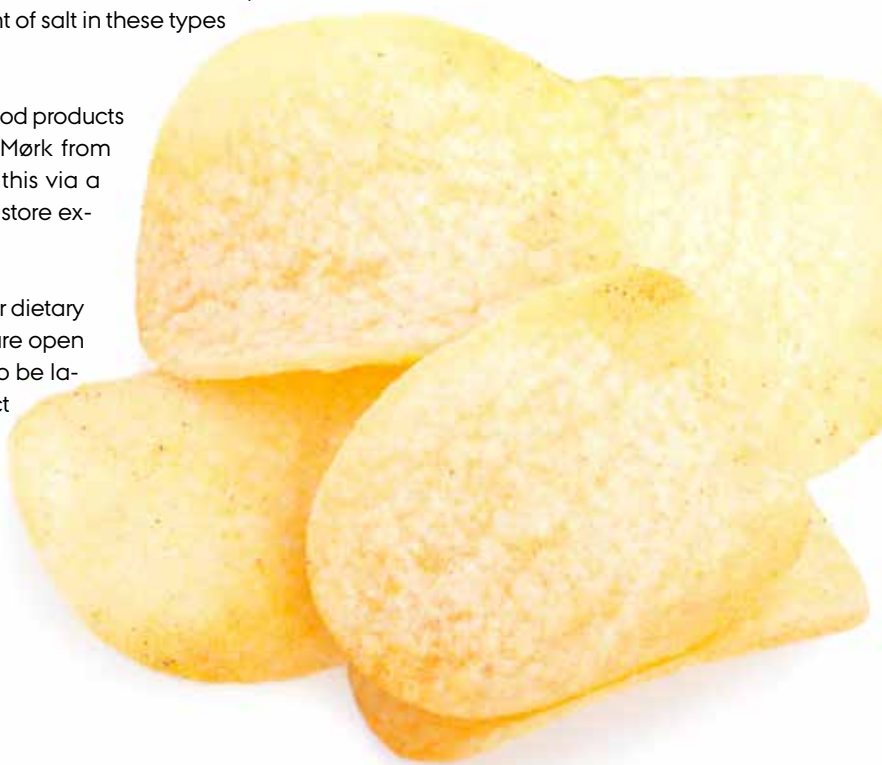 nt of salt in these types
od products
Mørk from
this via a
store ex-
r dietary
are open
o be la-
ct